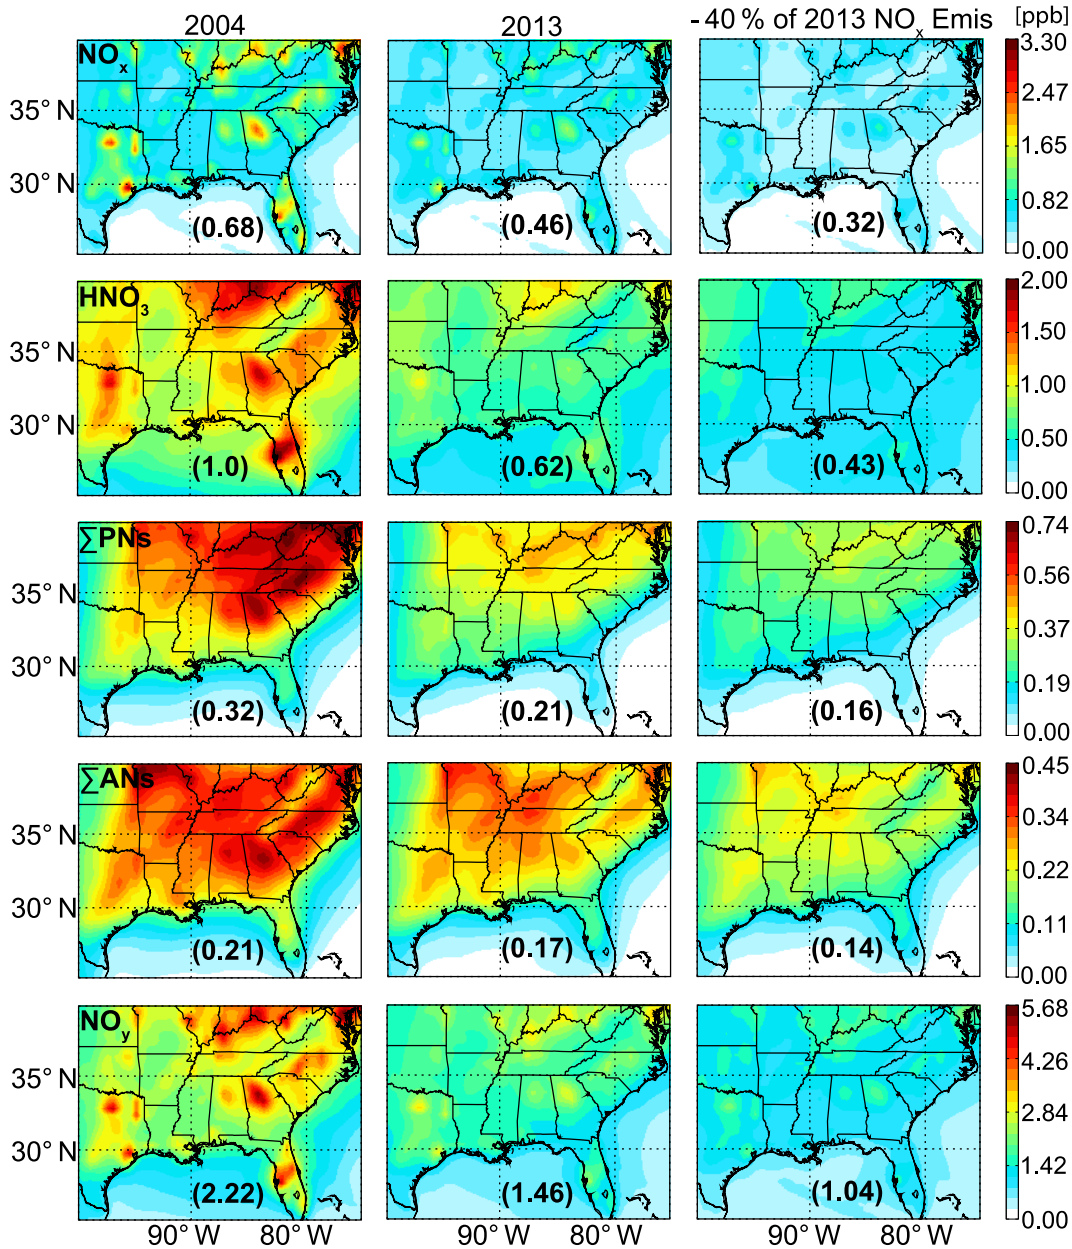 2004 2013 - 40 % of 2013 NOx Emis [ppb]
NOx 3.30
35° N 2.47
1.65
30° N 0.82
(0.68) (0.46) (0.32) 0.00
HNO3 2.00
35° N 1.50
1.00
30° N 0.50
(1.0) (0.62) (0.43) 0.00
∑PNs 0.74
0.56
35° N 0.37
30° N 0.19
(0.32) (0.21) (0.16) 0.00
∑ANs 0.45
0.34
35° N 0.22
30° N 0.11
(0.21) (0.17) (0.14) 0.00
NOy 5.68
4.26
35° N 2.84
30° N 1.42
(2.22) (1.46) (1.04) 0.00
90° W 80° W 90° W 80° W 90° W 80° W